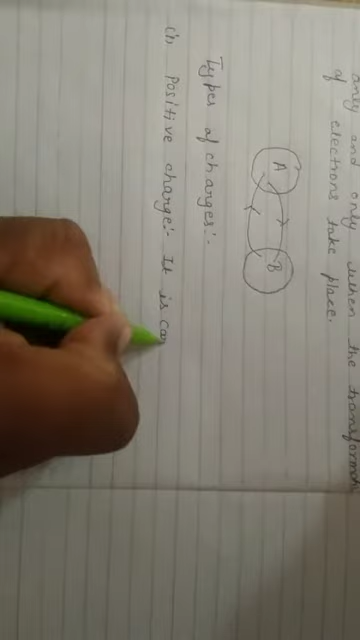 only and only when the transformation
of electrons take place.
A
B
Types of charges:-
(i) Positive charge:- It is ca